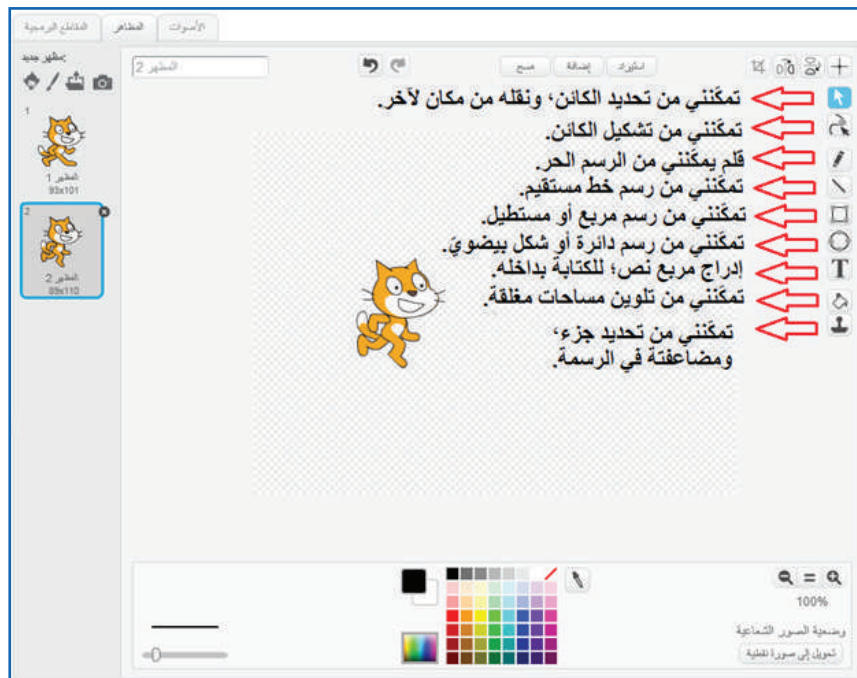 الأصوات
المظاهر
المقاطع البرمجية
مظهر جديد:
المظهر 2
استيراد
إضافة
مسح
تمكّنني من تحديد الكائن؛ ونقله من مكان لآخر.
تمكّنني من تشكيل الكائن.
قلم يمكّنني من الرسم الحر.
تمكّنني من رسم خط مستقيم.
تمكّنني من رسم مربع أو مستطيل.
تمكّنني من رسم دائرة أو شكل بيضويّ.
إدراج مربع نص؛ للكتابة بداخله.
T
تمكّنني من تلوين مساحات مغلقة.
تمكّنني من تحديد جزء،
ومضاعفتة في الرسمة.
1
المظهر 1
93x101
2
المظهر 2
89x110
100%
وضعية الصور الشعاعية
تحويل إلى صورة نقطية